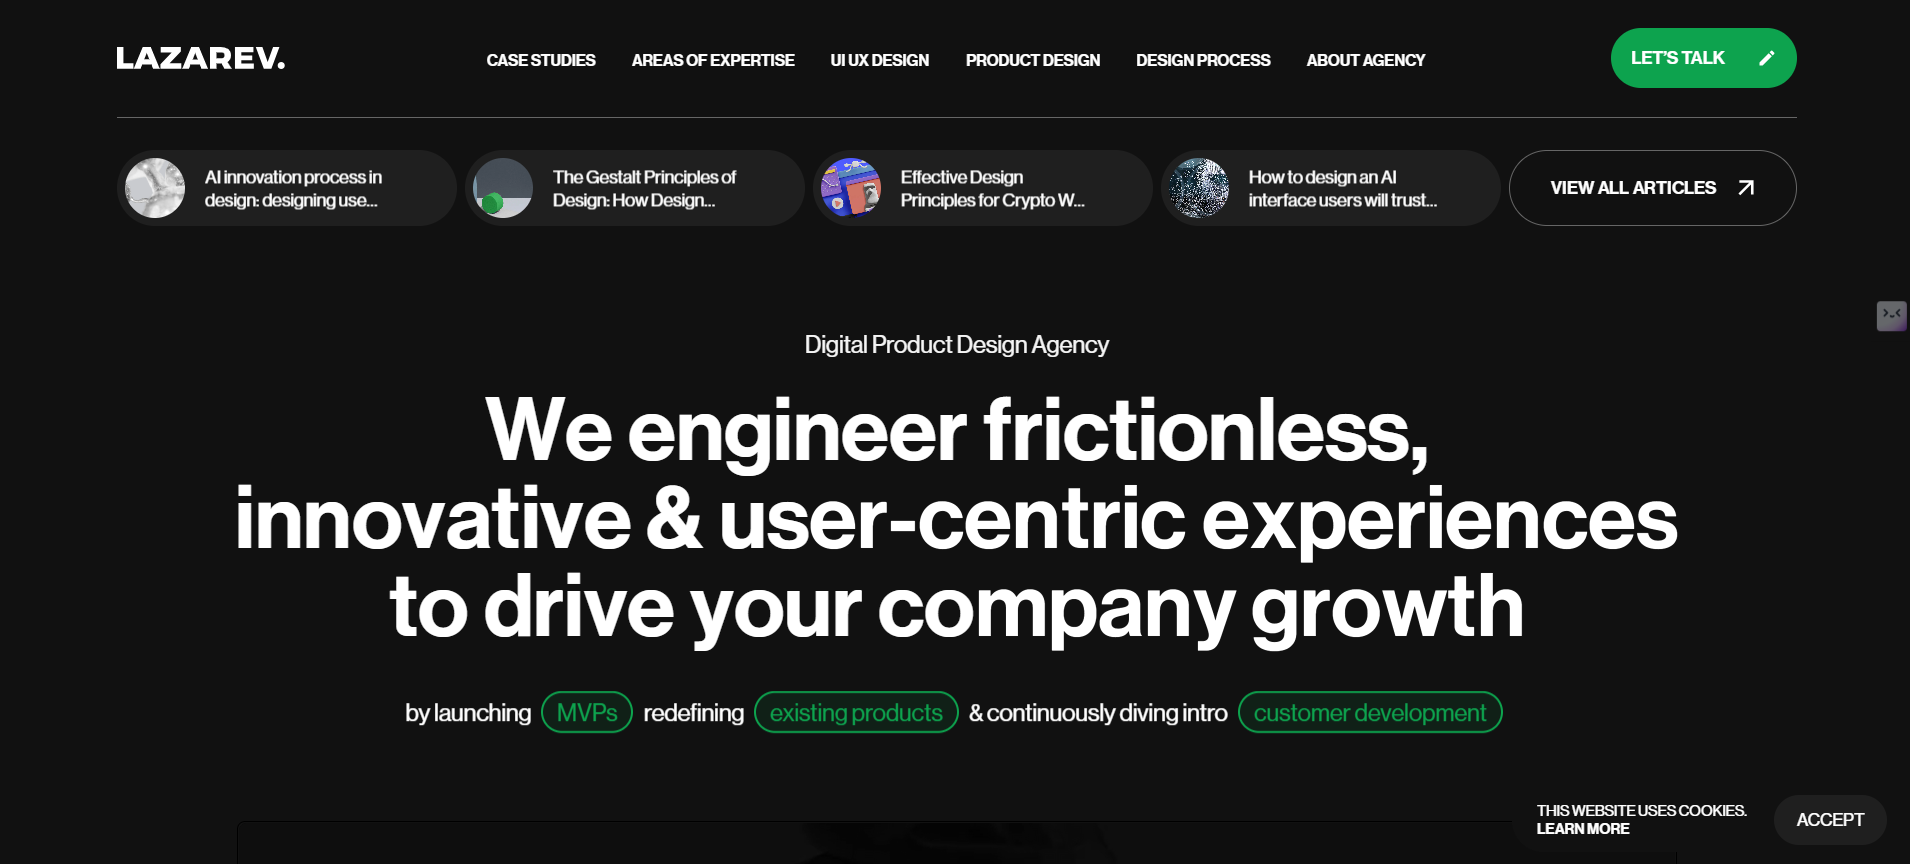 LAZAREV.
CASE STUDIES
AREAS OF EXPERTISE
UI UX DESIGN
PRODUCT DESIGN
DESIGN PROCESS
ABOUT AGENCY
LET'S TALK
AI innovation process in
design: designing use...
The Gestalt Principles of
Design: How Design...
Effective Design
Principles for Crypto W...
How to design an AI
interface users will trust...
VIEW ALL ARTICLES
Digital Product Design Agency
We engineer frictionless,
innovative & user-centric experiences
to drive your company growth
by launching MVPs redefining existing products & continuously diving intro customer development
THIS WEBSITE USES COOKIES.
LEARN MORE
ACCEPT